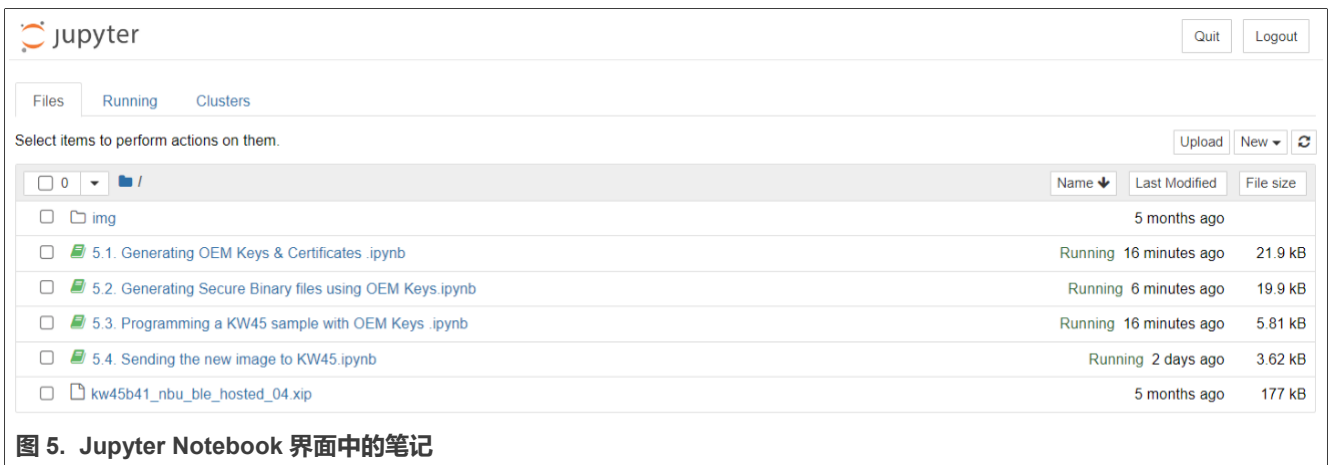 jupyter
Quit Logout
Files Running Clusters
Select items to perform actions on them.
Upload New
0 / Name Last Modified File size
img 5 months ago
5.1. Generating OEM Keys & Certificates .ipynb Running 16 minutes ago 21.9 kB
5.2. Generating Secure Binary files using OEM Keys.ipynb Running 6 minutes ago 19.9 kB
5.3. Programming a KW45 sample with OEM Keys .ipynb Running 16 minutes ago 5.81 kB
5.4. Sending the new image to KW45.ipynb Running 2 days ago 3.62 kB
kw45b41_nbu_ble_hosted_04.xip 5 months ago 177 kB
图 5. Jupyter Notebook 界面中的笔记